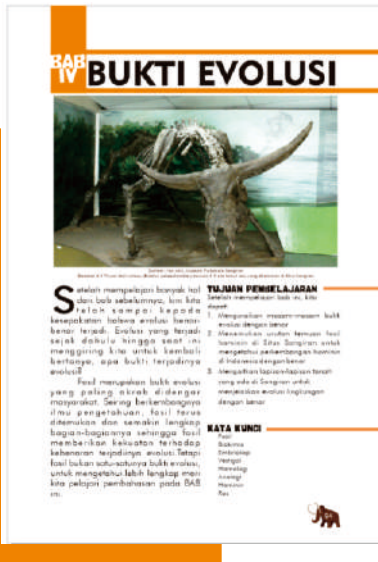 BAB
IV
BUKTI EVOLUSI
Setelah mempelajari banyak hal
dari bab sebelumnya, kini kita
telah sampai kepada
kesepakatan bahwa evolusi benar-
benar terjadi. Evolusi yang terjadi
sejak dahulu hingga saat ini
menggiring kita untuk kembali
bertanya, apa bukti terjadinya
evolusi?
Fosil merupakan bukti evolusi
yang paling akrab didengar
masyarakat. Seiring berkembangnya
ilmu pengetahuan, fosil terus
ditemukan dan semakin lengkap
bagian-bagiannya sehingga fosil
memberikan kekuatan terhadap
kebenaran terjadinya evolusi. Tetapi
fosil bukan satu-satunya bukti evolusi,
untuk mengetahui lebih lengkap mari
kita pelajari pembahasan pada BAB
ini.
TUJUAN PEMBELAJARAN
Setelah mempelajari bab ini, kita
dapat:
1. Menganalisa macam-macam bukti
evolusi dengan benar
2. Menemukan urutan temuan fosil
hominin di Situs Sangiran untuk
mengetahui perkembangan hominin
di Indonesia dengan benar
3. Mengaitkan lapisan-lapisan tanah
yang ada di Sangiran untuk
menjelaskan evolusi lingkungan
dengan benar
KATA KUNCI
Fosil
Biokimia
Embriologi
Vestigial
Homologi
Analogi
Hominin
Ras